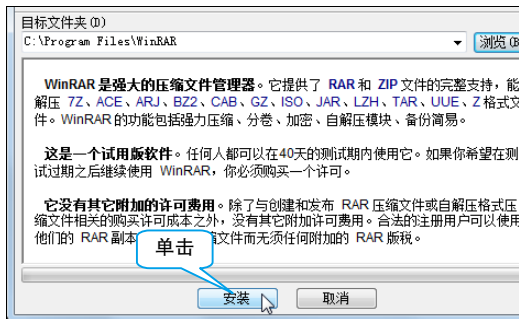 目标文件夹(D)
C:\Program Files\WinRAR
浏览(B
WinRAR 是强大的压缩文件管理器。它提供了 RAR 和 ZIP 文件的完整支持，能
解压 7Z、ACE、ARJ、BZ2、CAB、GZ、ISO、JAR、LZH、TAR、UUE、Z 格式文
件。WinRAR 的功能包括强力压缩、分卷、加密、自解压模块、备份简易。
这是一个试用版软件。任何人都可以在40天的测试期内使用它。如果你希望在测
试过期之后继续使用 WinRAR，你必须购买一个许可。
它没有其它附加的许可费用。除了与创建和发布 RAR 压缩文件或自解压格式压
缩文件相关的购买许可成本之外，没有其它附加许可费用。合法的注册用户可以使用
他们的 RAR 副本 文件而无须任何附加的 RAR 版税。
单击
安装
取消